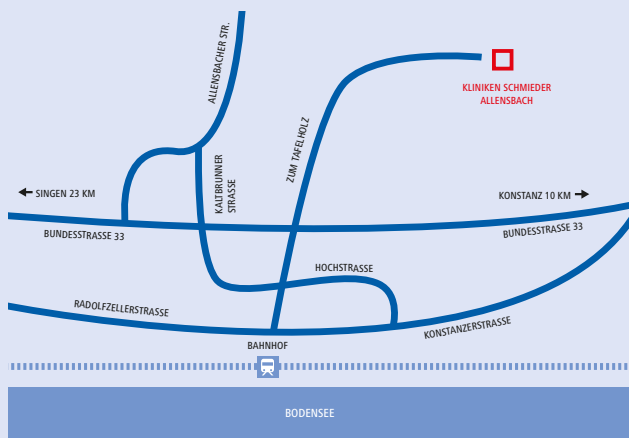 ALLENSBACHER STR.
KLINIKEN SCHMIEDER
ALLENSBACH
ZUM TAFELHOLZ
KALTBRUNNER
STRASSE
SINGEN 23 KM
KONSTANZ 10 KM
BUNDESSTRASSE 33
BUNDESSTRASSE 33
HOCHSTRASSE
RADOLFZELLERSTRASSE
KONSTANZERSTRASSE
BAHNHOF
BODENSEE